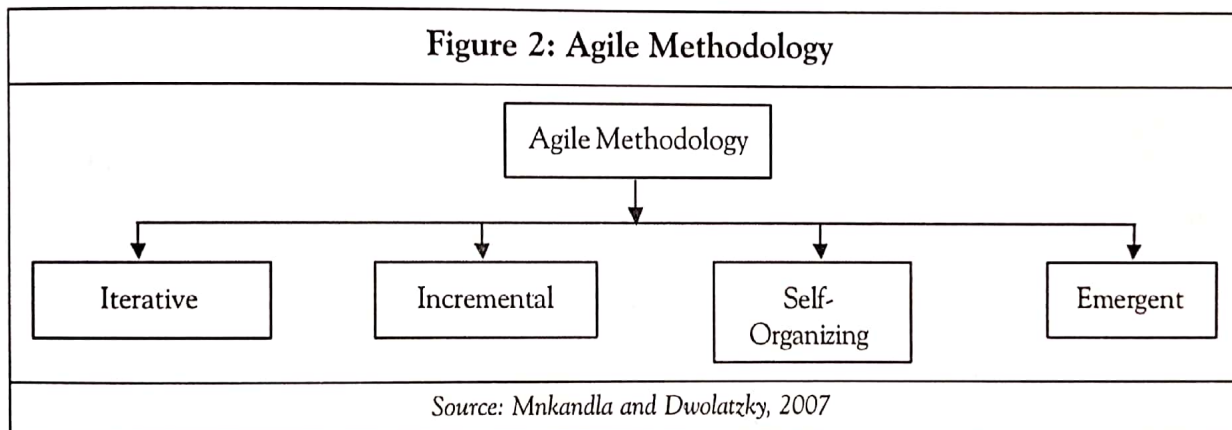 Figure 2: Agile Methodology
Agile Methodology
Iterative
Incremental
Self-
Organizing
Emergent
Source: Mnkandla and Dwolatzky, 2007